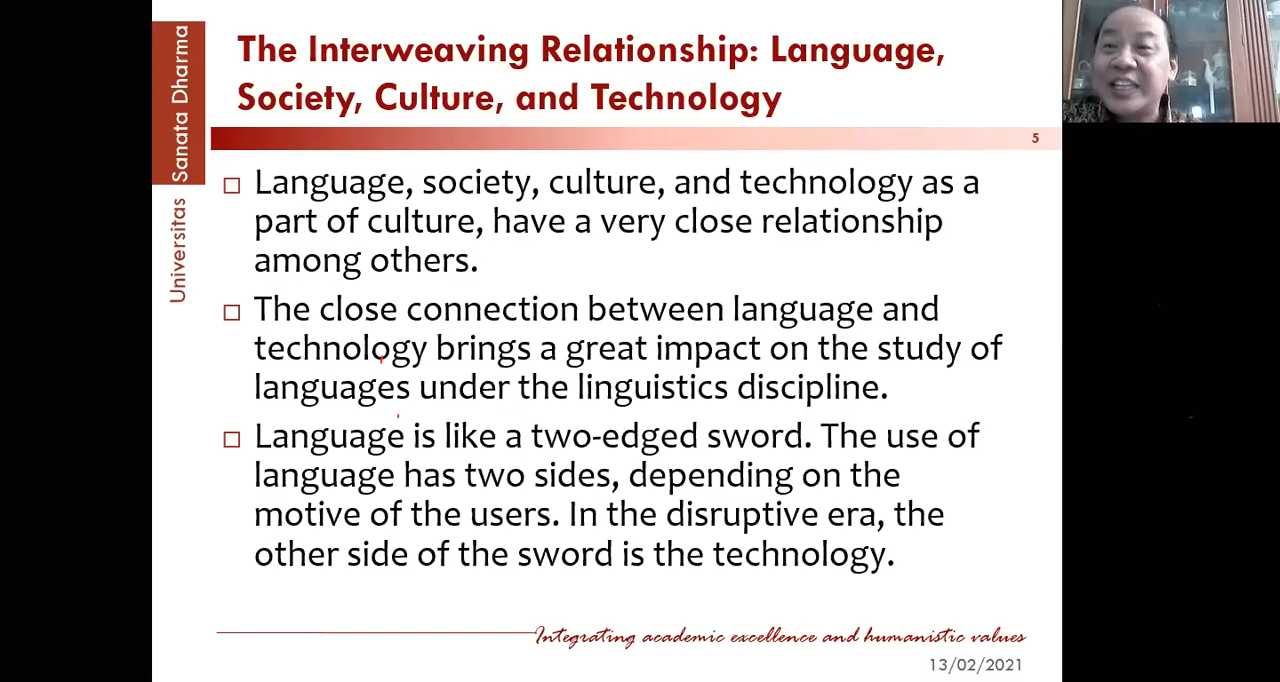 Universitas Sanata Dharma
The Interweaving Relationship: Language,
Society, Culture, and Technology
5
□ Language, society, culture, and technology as a
part of culture, have a very close relationship
among others.
□ The close connection between language and
technology brings a great impact on the study of
languages under the linguistics discipline.
□ Language is like a two-edged sword. The use of
language has two sides, depending on the
motive of the users. In the disruptive era, the
other side of the sword is the technology.
Integrating academic excellence and humanistic values
13/02/2021